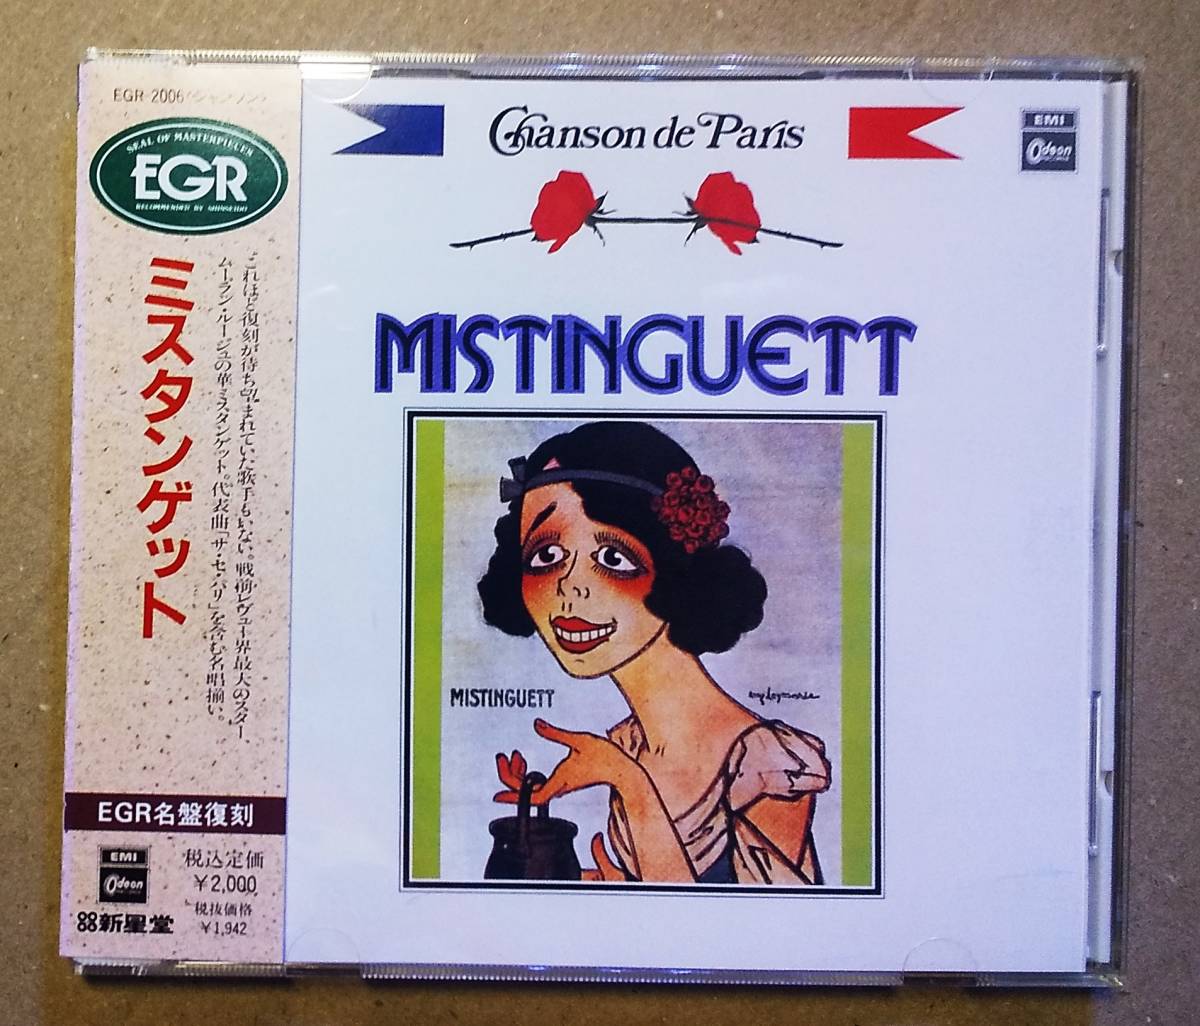 EGR-2006〈シャンソン〉
SEAL OF MASTERPIECES
EGR
RECOMMENDED BY SHINSEIDO
ミスタンゲット
これほど復刻が待ち望まれていた歌手もいない。戦前レヴュー界最大のスター、
ムーラン・ルージュの華ミスタンゲット。代表曲「サ・セ・パリ」を含む名唱揃い。
EGR名盤復刻
EMI
Odeon
税込定価
￥2,000
税抜価格
￥1,942
新星堂
Chanson de Paris
EMI
Odeon
MISTINGUETT
MISTINGUETT